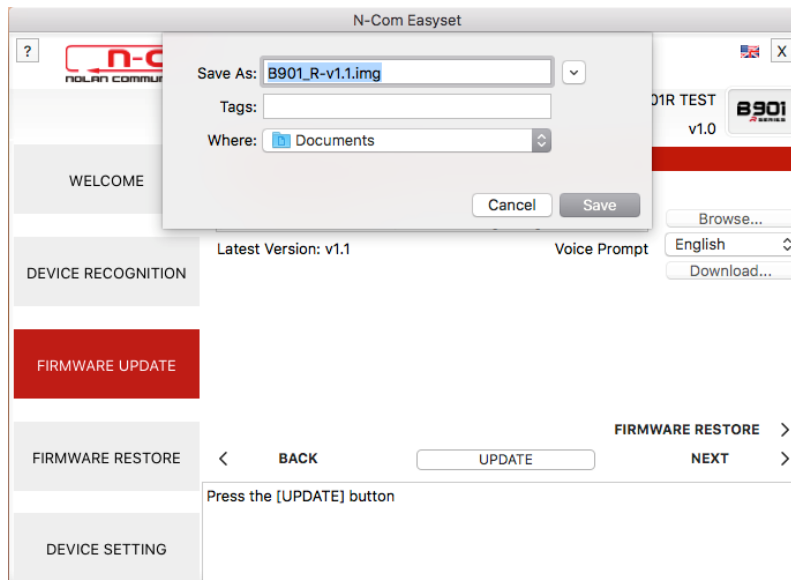 N-Com Easyset
?
n-c
NOLAN COMMUN
X
Save As: B901_R-v1.1.img
Tags:
Where: Documents
Cancel Save
01R TEST
v1.0
B901
R SERIES
WELCOME
Browse...
Latest Version: v1.1 Voice Prompt English
Download...
DEVICE RECOGNITION
FIRMWARE UPDATE
FIRMWARE RESTORE >
FIRMWARE RESTORE
< BACK UPDATE NEXT >
Press the [UPDATE] button
DEVICE SETTING